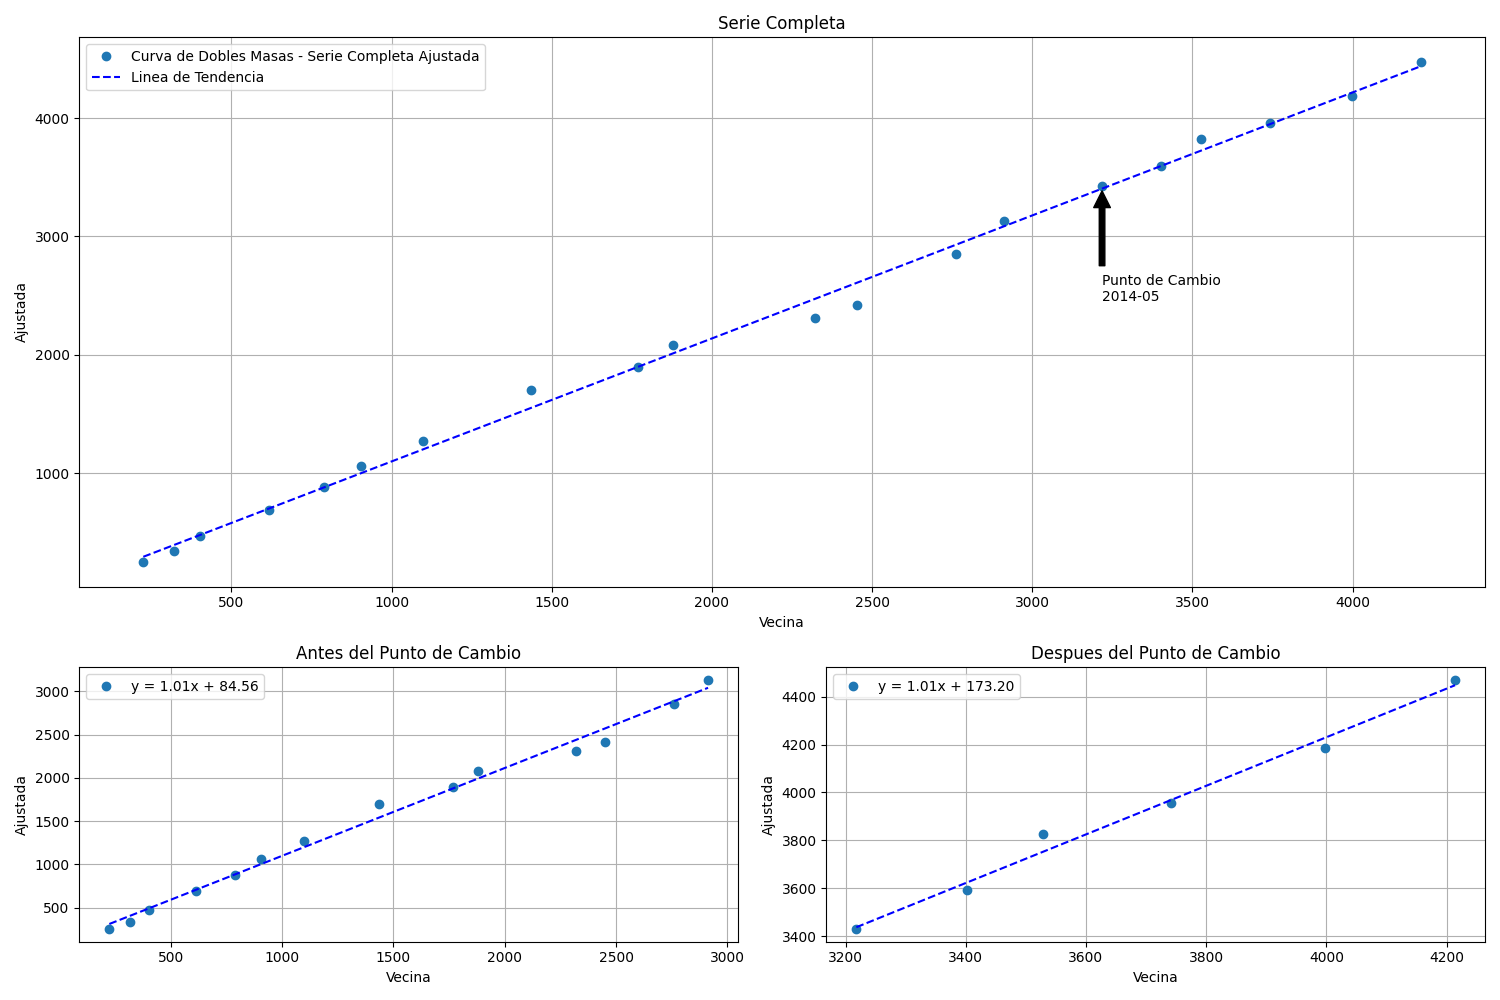 Serie Completa
Curva de Dobles Masas - Serie Completa Ajustada
Linea de Tendencia
4000
3000
2000
1000
Ajustada
Punto de Cambio
2014-05
500
1000
1500
2000
2500
3000
3500
4000
Vecina
Antes del Punto de Cambio
y = 1.01x + 84.56
3000
2500
2000
1500
1000
500
Ajustada
500
1000
1500
2000
2500
3000
Vecina
Despues del Punto de Cambio
y = 1.01x + 173.20
4400
4200
4000
3800
3600
3400
Ajustada
3200
3400
3600
3800
4000
4200
Vecina